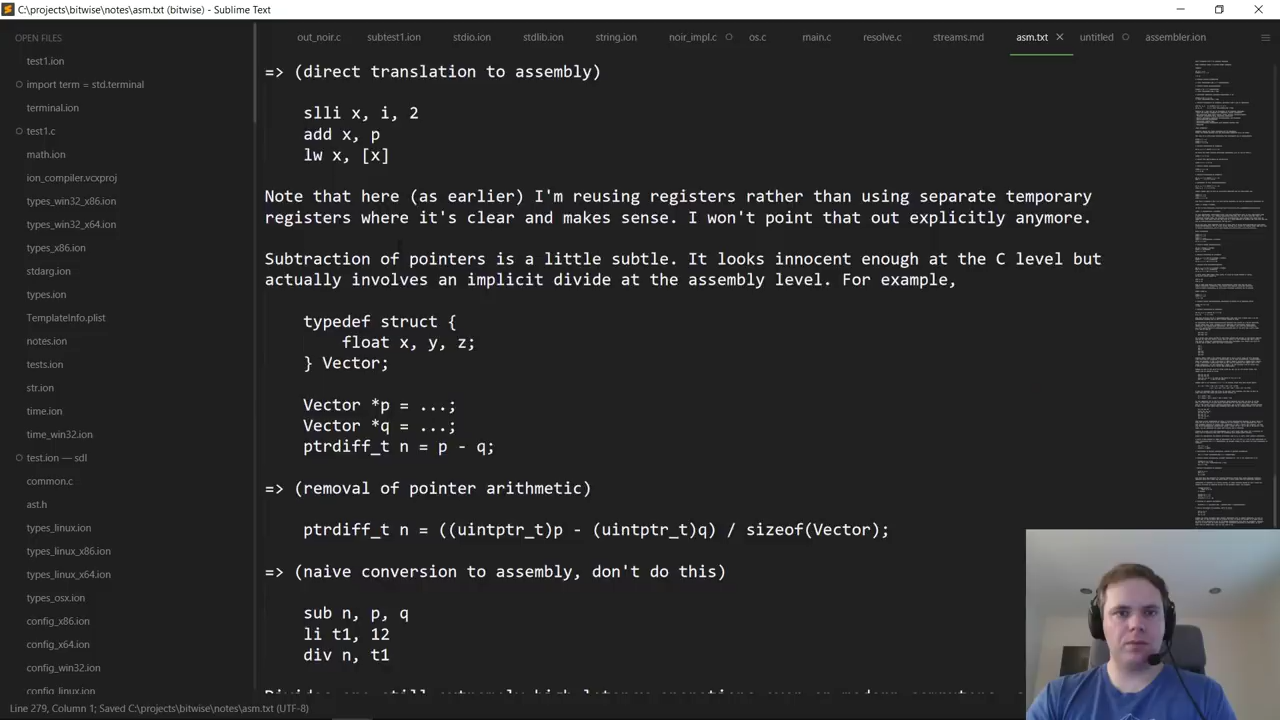 C:\projects\bitwise\notes\asm.txt (bitwise) - Sublime Text
OPEN FILES
test1.ion
import term = std.terminal
terminal.ion
test1.c
math.ion
ion_compiler.vcxproj
types_win32_x86.ion
types_win32_x64.ion
types_x86.ion
stdarg.ion
types.ion
TemplateInfo.plist
notes.ion
tests.ion
str.ion
time.ion
time_win32.ion
test.ion — sdl
common.c
ast.h
types_linux.ion
types_linux_x86.ion
types_linux_x64.ion
types_osx.ion
config_x86.ion
config_x64.ion
config_win32.ion
config_linux.ion
out_noir.c subtest1.ion stdio.ion stdlib.ion string.ion noir_impl.c os.c main.c resolve.c streams.md asm.txt untitled assembler.ion
=> (direct translation to assembly)
slli x, i, 2
add x, p
lw x, [x]
Note that here (as earlier) I'm reusing registers rather than using separate temporary
registers where it's clear and makes sense. I won't point that out explicitly anymore.
Subtraction of pointers is a little subtle. It looks innocent enough at the C level but
actually involves an implicit divide at the assembly level. For example,
typedef struct {
float x, y, z;
} Vector;
Vector *p = ...;
Vector *q = ...;
ptrdiff_t n = p - q;
=> (removal of pointer arithmetic)
ptrdiff_t n = ((uintptr_t)p - (uintptr_t)q) / sizeof(Vector);
=> (naive conversion to assembly, don't do this)
sub n, p, q
li t1, 12
div n, t1
Line 279, Column 1; Saved C:\projects\bitwise\notes\asm.txt (UTF-8)